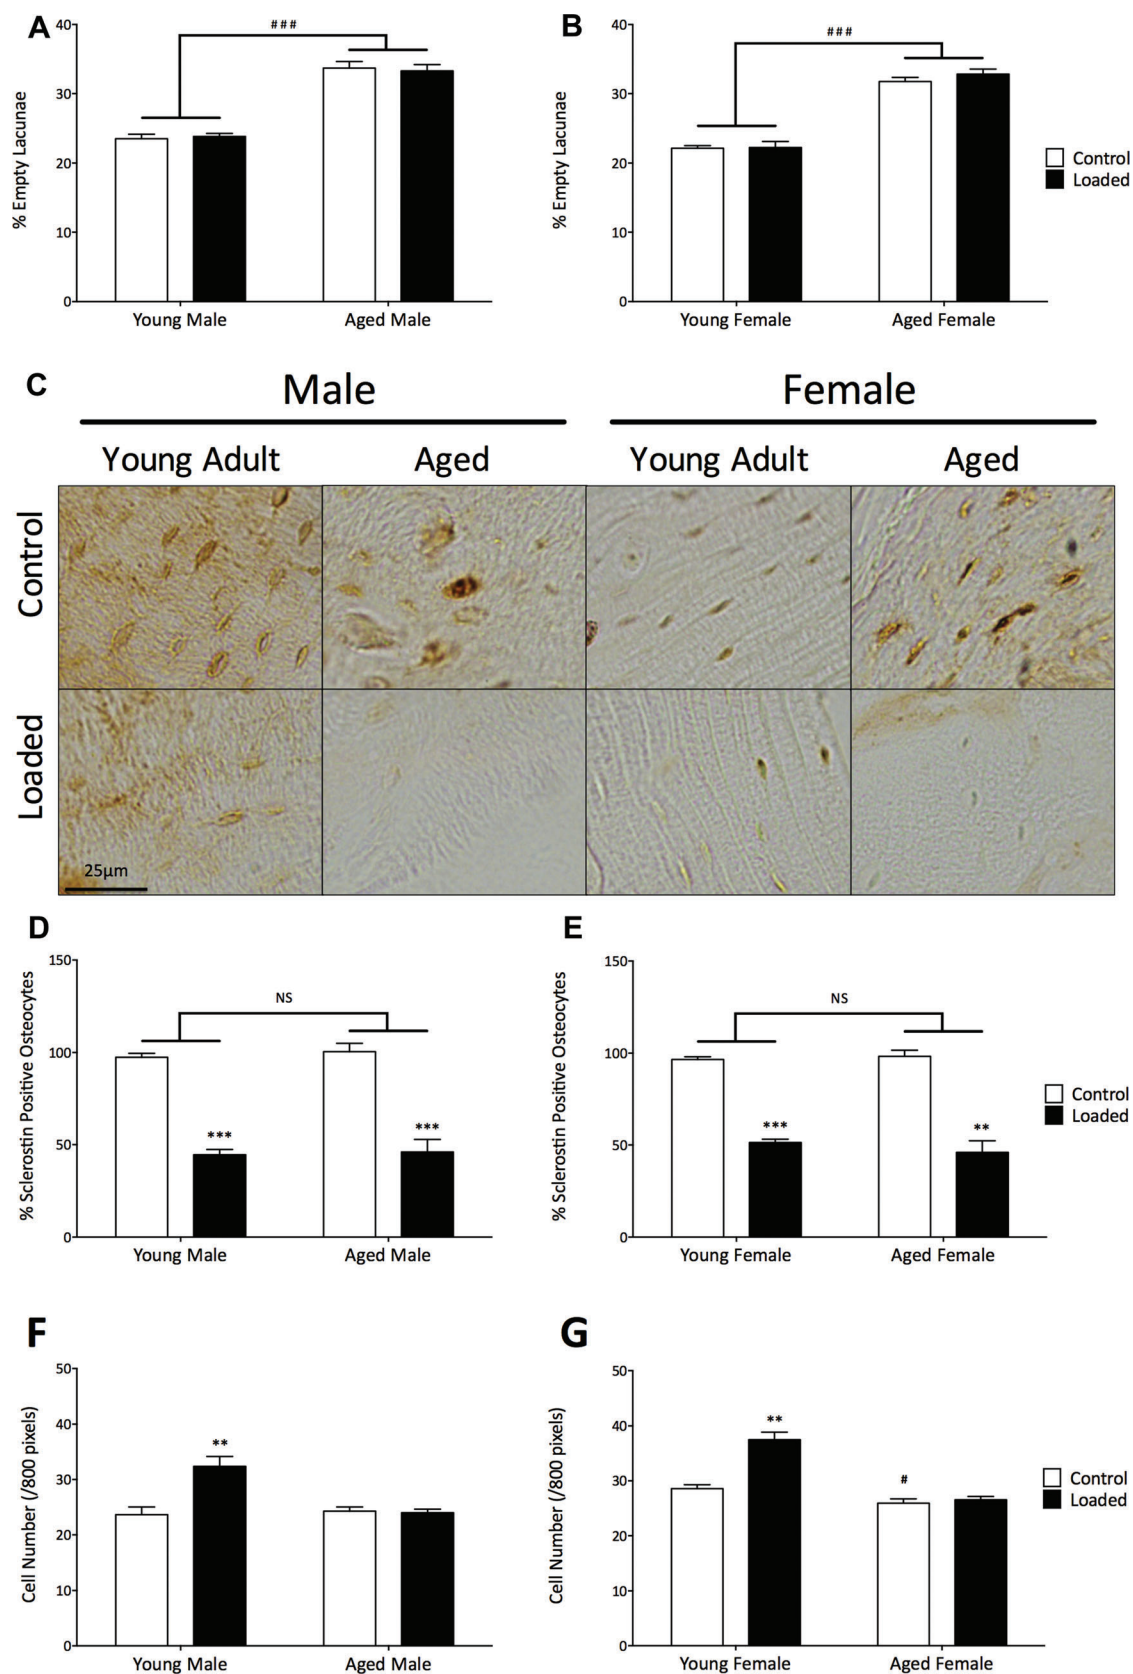 A
% Empty Lacunae
40
30
20
10
0
###
Young Male
Aged Male
B
% Empty Lacunae
40
30
20
10
0
###
Young Female
Aged Female
Control
Loaded
C
Male
Female
Young Adult
Aged
Young Adult
Aged
Control
Loaded
25μm
D
% Sclerostin Positive Osteocytes
150
100
50
0
NS
***
***
Young Male
Aged Male
E
% Sclerostin Positive Osteocytes
150
100
50
0
NS
***
**
Young Female
Aged Female
Control
Loaded
F
Cell Number (/800 pixels)
50
40
30
20
10
0
**
Young Male
Aged Male
G
Cell Number (/800 pixels)
50
40
30
20
10
0
**
#
Young Female
Aged Female
Control
Loaded